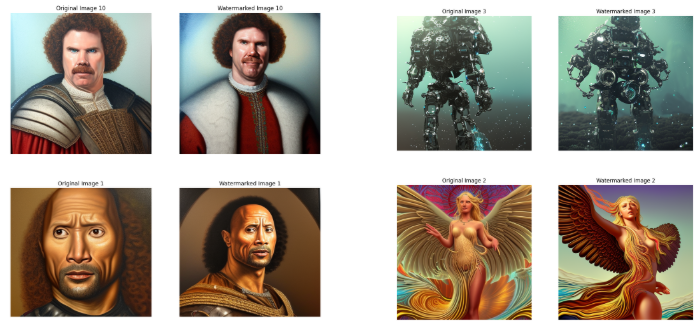 Original Image 10
Watermarked Image 10
Original Image 3
Watermarked Image 3
Original Image 1
Watermarked Image 1
Original Image 2
Watermarked Image 2